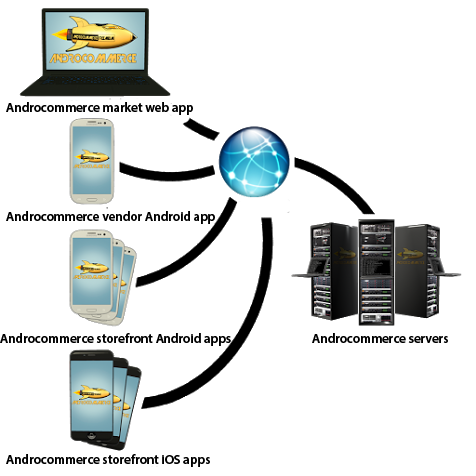 ANDROCOMMERCE
Androcommerce market web app
Androcommerce vendor Android app
Androcommerce storefront Android apps
Androcommerce servers
Androcommerce storefront iOS apps